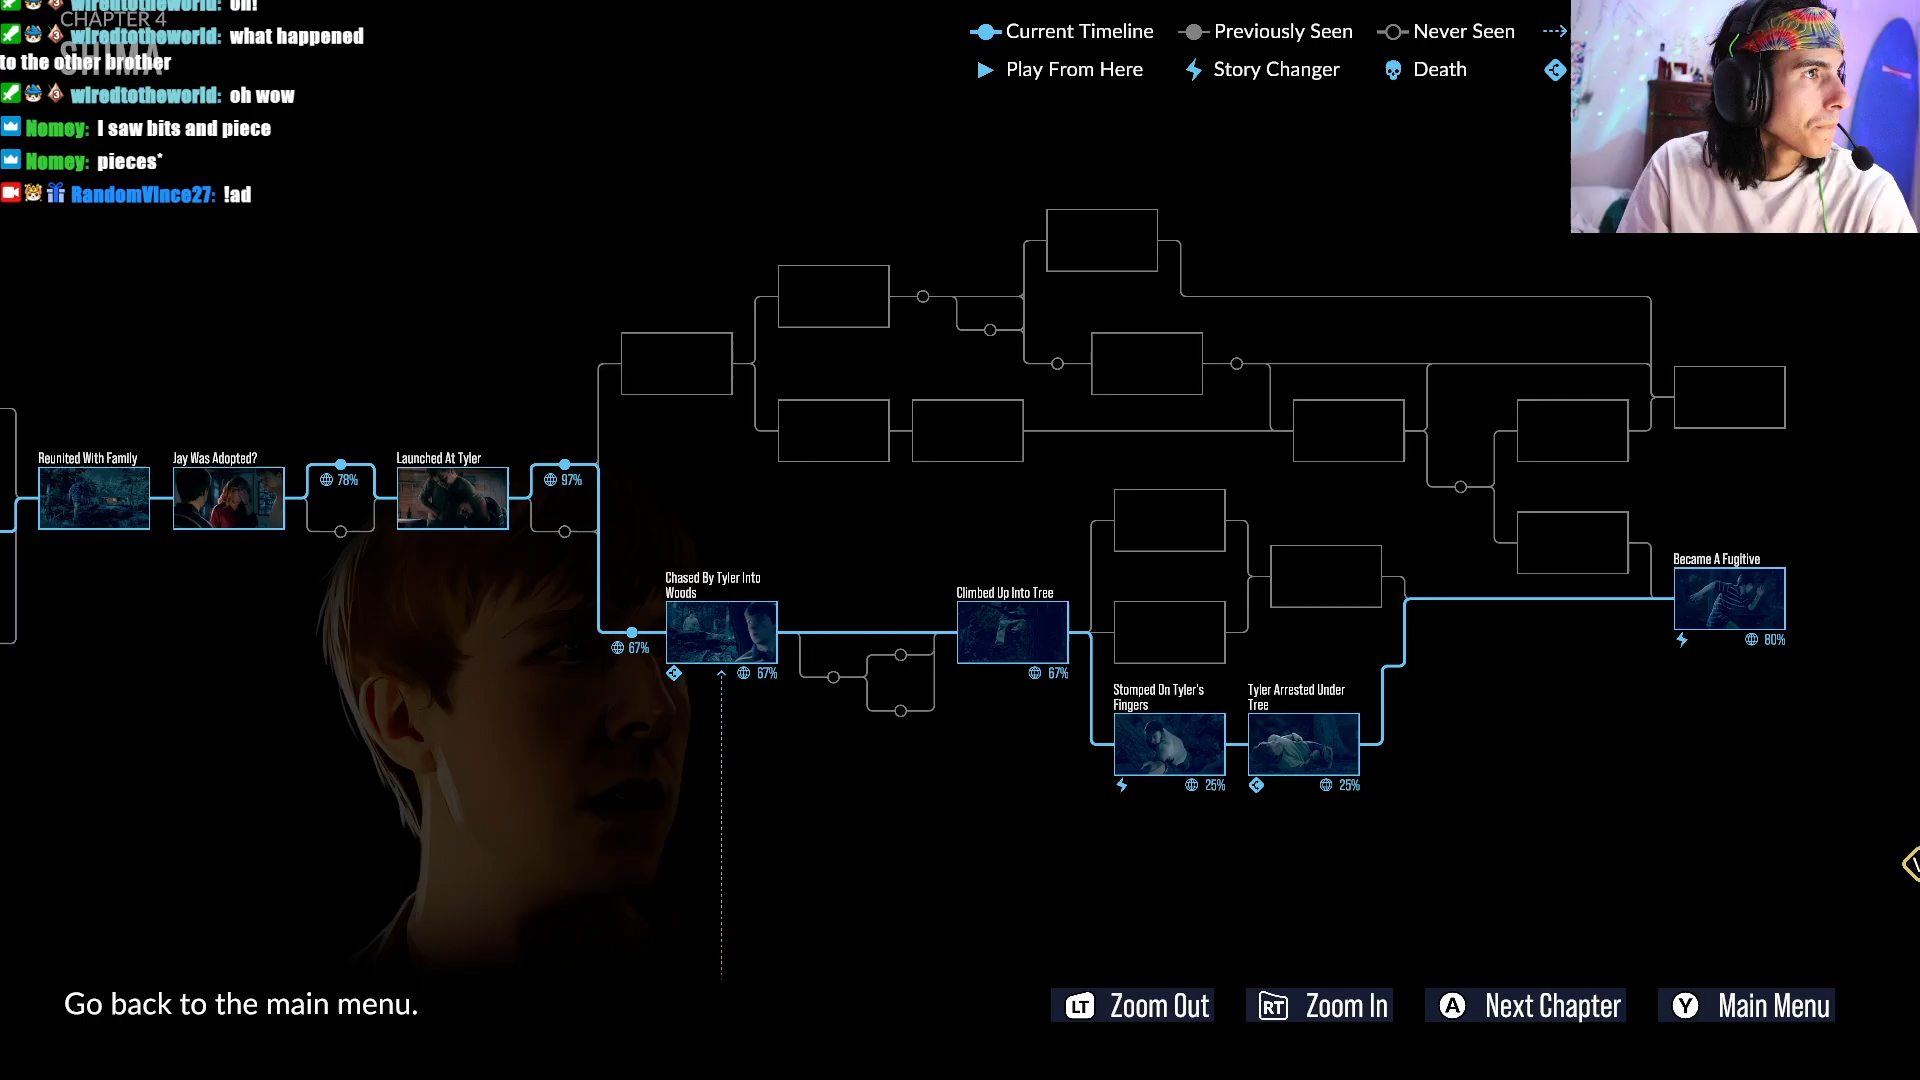 wiredtotheworld: oh!
CHAPTER 4
wiredtotheworld: what happened
SHIMA
to the other brother
wiredtotheworld: oh wow
Nomey: I saw bits and piece
Nomey: pieces*
RandomVince27: !ad
Current Timeline
Previously Seen
Never Seen
Play From Here
Story Changer
Death
Reunited With Family
Jay Was Adopted?
78%
Launched At Tyler
97%
67%
Chased By Tyler Into
Woods
67%
Climbed Up Into Tree
67%
Stomped On Tyler's
Fingers
25%
Tyler Arrested Under
Tree
25%
Became A Fugitive
80%
Go back to the main menu.
LT Zoom Out
RT Zoom In
A Next Chapter
Y Main Menu